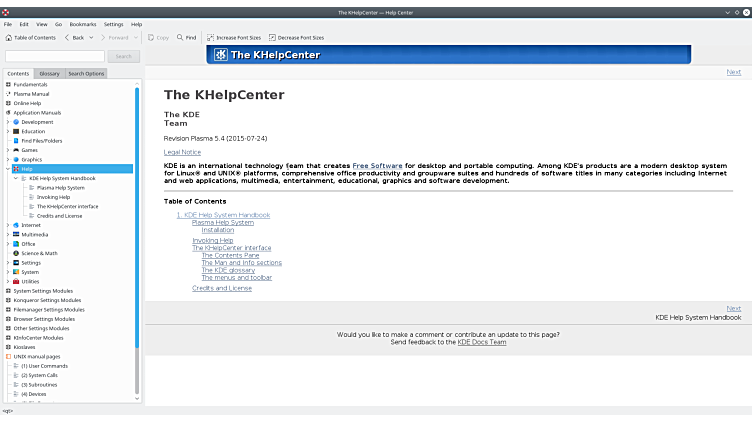 The KHelpCenter — Help Center
File Edit View Go Bookmarks Settings Help
Table of Contents Back Forward Copy Find Increase Font Sizes Decrease Font Sizes
Search
Contents Glossary Search Options
Fundamentals
Plasma Manual
Online Help
Application Manuals
Development
Education
Find Files/Folders
Games
Graphics
Help
KDE Help System Handbook
Plasma Help System
Invoking Help
The KHelpCenter interface
Credits and License
Internet
Multimedia
Office
Science & Math
Settings
System
Utilities
System Settings Modules
Konqueror Settings Modules
Filemanager Settings Modules
Browser Settings Modules
Other Settings Modules
KInfoCenter Modules
Kioslaves
UNIX manual pages
(1) User Commands
(2) System Calls
(3) Subroutines
(4) Devices
<qt>
The KHelpCenter
Next
The KHelpCenter
The KDE
Team
Revision Plasma 5.4 (2015-07-24)
Legal Notice
KDE is an international technology team that creates Free Software for desktop and portable computing. Among KDE's products are a modern desktop system
for Linux® and UNIX® platforms, comprehensive office productivity and groupware suites and hundreds of software titles in many categories including Internet
and web applications, multimedia, entertainment, educational, graphics and software development.
Table of Contents
1. KDE Help System Handbook
Plasma Help System
Installation
Invoking Help
The KHelpCenter interface
The Contents Pane
The Man and Info sections
The KDE glossary
The menus and toolbar
Credits and License
Next
KDE Help System Handbook
Would you like to make a comment or contribute an update to this page?
Send feedback to the KDE Docs Team